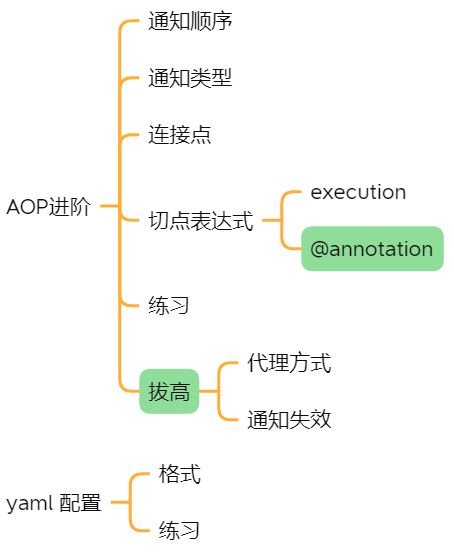 通知顺序
通知类型
连接点
AOP进阶
切点表达式
execution
@annotation
练习
拔高
代理方式
通知失效
yaml 配置
格式
练习